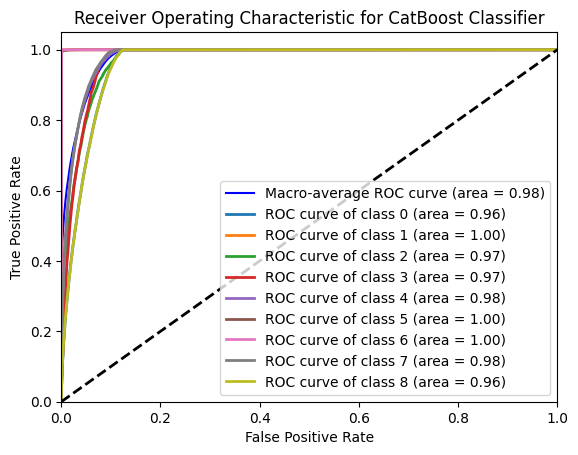 Receiver Operating Characteristic for CatBoost Classifier
True Positive Rate
1.0
0.8
0.6
0.4
0.2
0.0
Macro-average ROC curve (area = 0.98)
ROC curve of class 0 (area = 0.96)
ROC curve of class 1 (area = 1.00)
ROC curve of class 2 (area = 0.97)
ROC curve of class 3 (area = 0.97)
ROC curve of class 4 (area = 0.98)
ROC curve of class 5 (area = 1.00)
ROC curve of class 6 (area = 1.00)
ROC curve of class 7 (area = 0.98)
ROC curve of class 8 (area = 0.96)
0.0 0.2 0.4 0.6 0.8 1.0
False Positive Rate